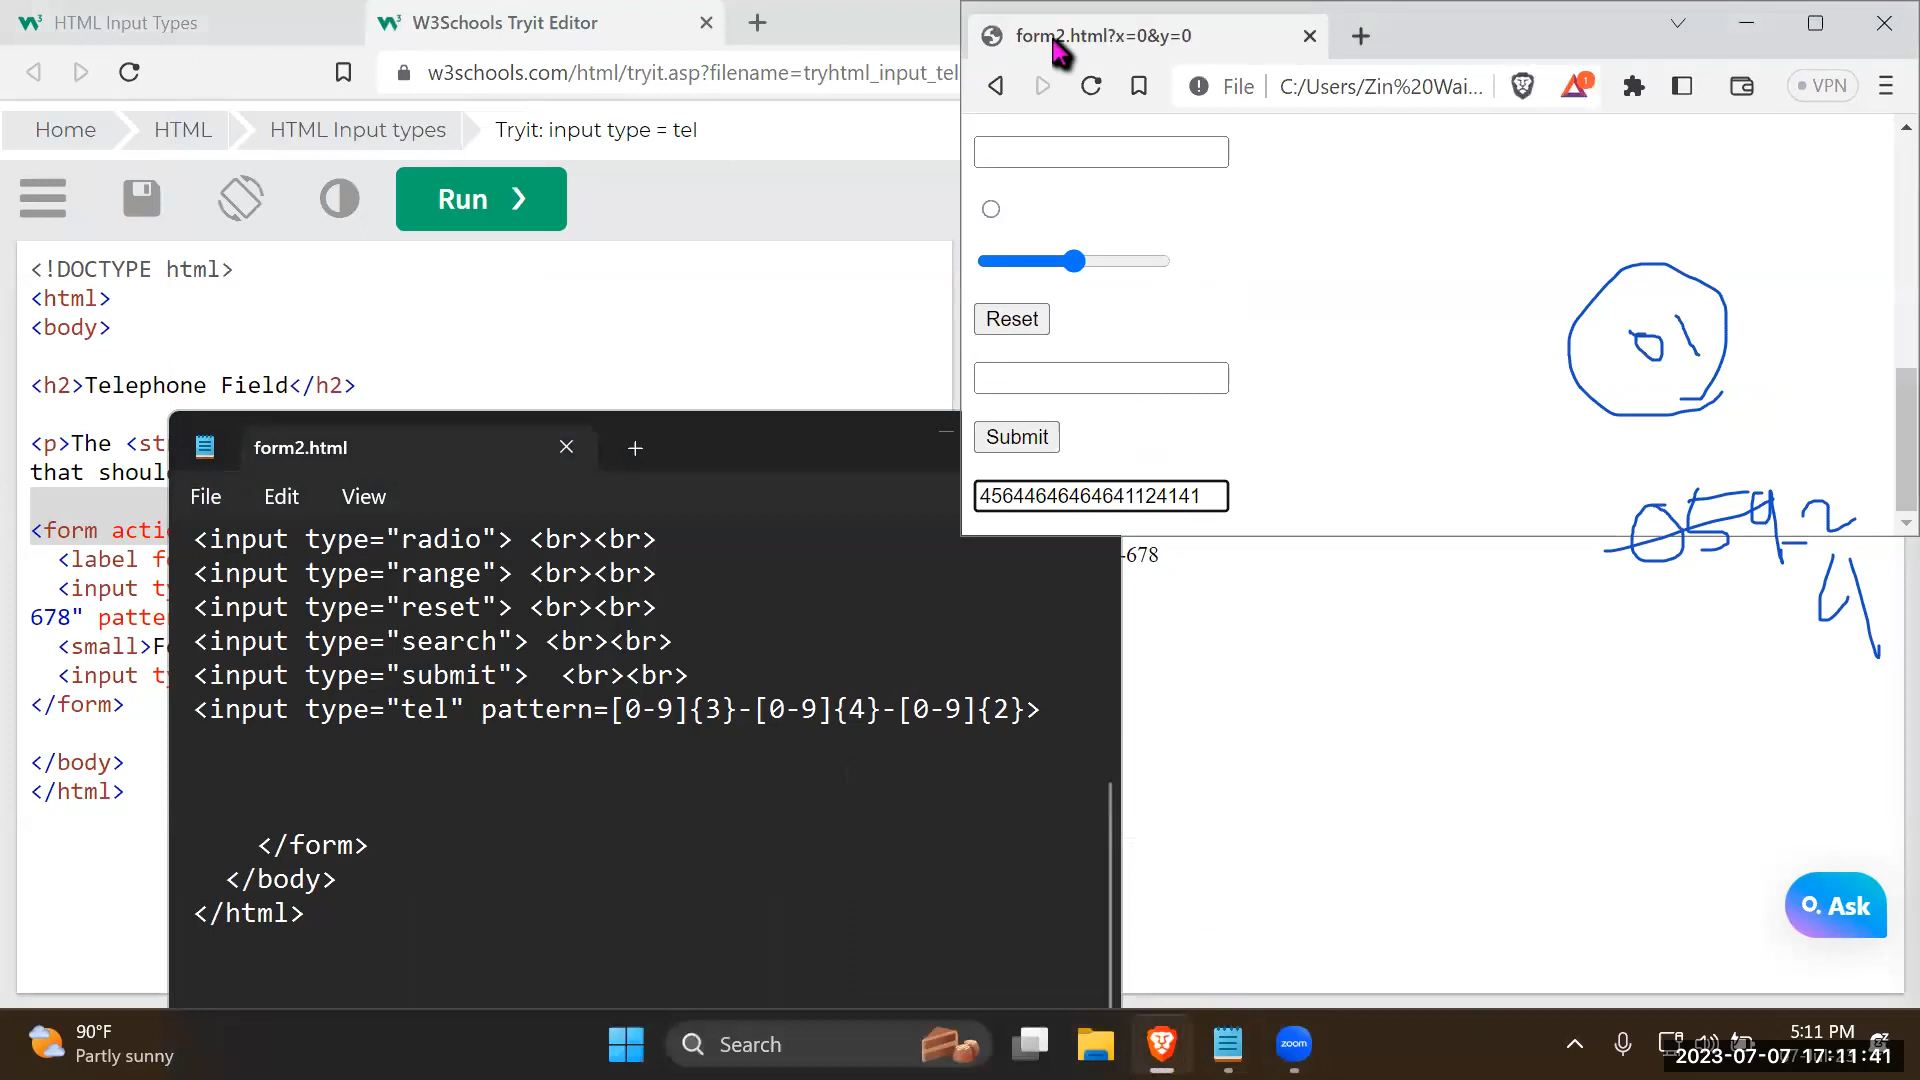 HTML Input Types
W3Schools Tryit Editor
w3schools.com/html/tryit.asp?filename=tryhtml_input_tel
Home
HTML
HTML Input types
Tryit: input type = tel
Run ❯
<!DOCTYPE html>
<html>
<body>
<h2>Telephone Field</h2>
<p>The <st
that shoul
<form acti
<label f
<input ty
678" patte
<small>F
<input t
</form>
</body>
</html>
form2.html
File
Edit
View
<input type="radio"> <br><br>
<input type="range"> <br><br>
<input type="reset"> <br><br>
<input type="search"> <br><br>
<input type="submit">  <br><br>
<input type="tel" pattern=[0-9]{3}-[0-9]{4}-[0-9]{2}>
</form>
</body>
</html>
form2.html?x=0&y=0
File
C:/Users/Zin%20Wai...
1
VPN
Reset
Submit
45644646464641124141
-678
01
Ask
90°F
Partly sunny
Search
zoom
5:11 PM
2023-07-07 17:11:41